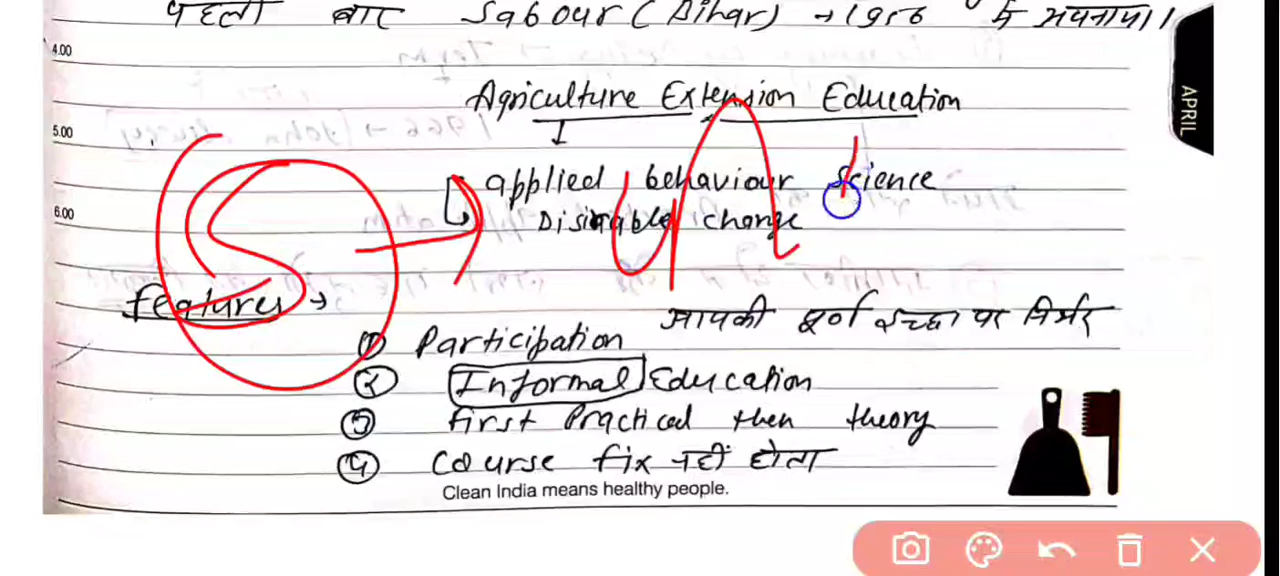 पहली बार Sabour (Bihar) → 1956 में अपनाया।
4.00
Agriculture Extension Education
APRIL
5.00
applied behaviour Science
6.00
Disirable change
features →
① Participation आपकी पूर्ण इच्छा पर निर्भर
② Informal Education
③ first Practical then theory
④ Course fix नहीं होता
Clean India means healthy people.